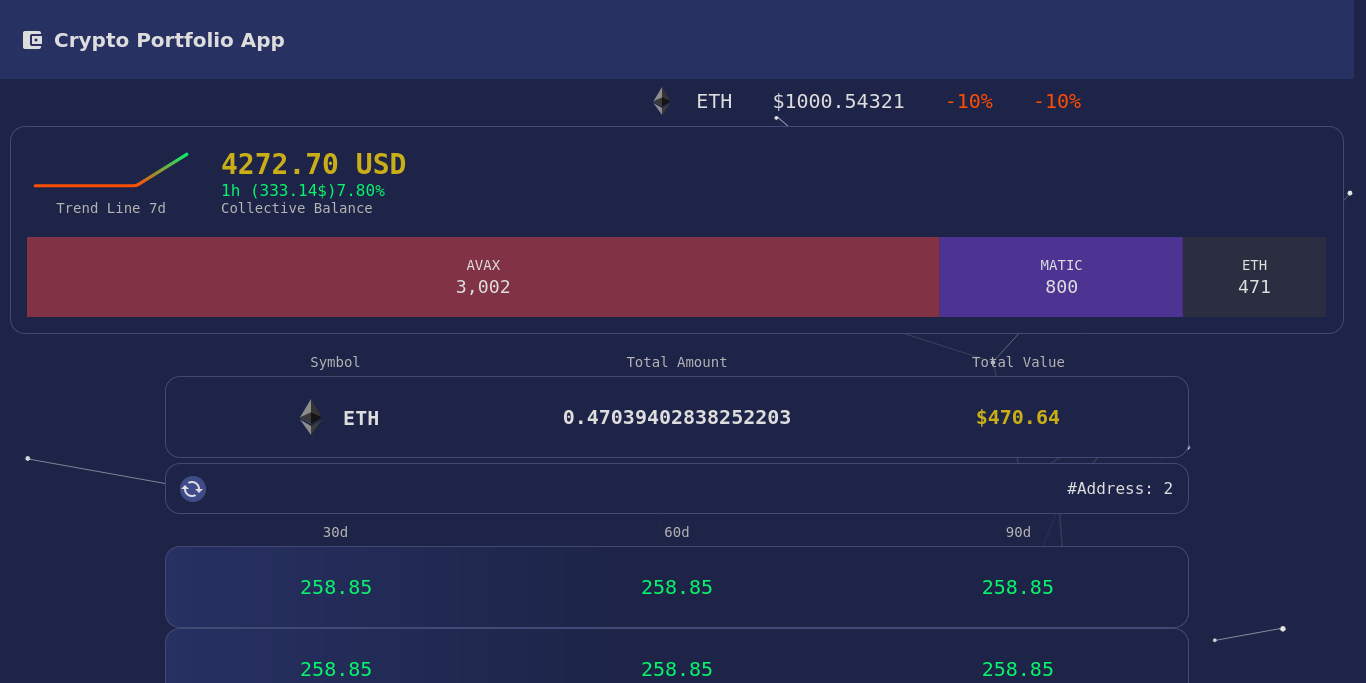 Crypto Portfolio App
ETH $1000.54321 -10% -10%
4272.70 USD
1h (333.14$)7.80%
Trend Line 7d Collective Balance
AVAX MATIC ETH
3,002 800 471
Symbol Total Amount Total Value
ETH 0.47039402838252203 $470.64
#Address: 2
30d 60d 90d
258.85 258.85 258.85
258.85 258.85 258.85